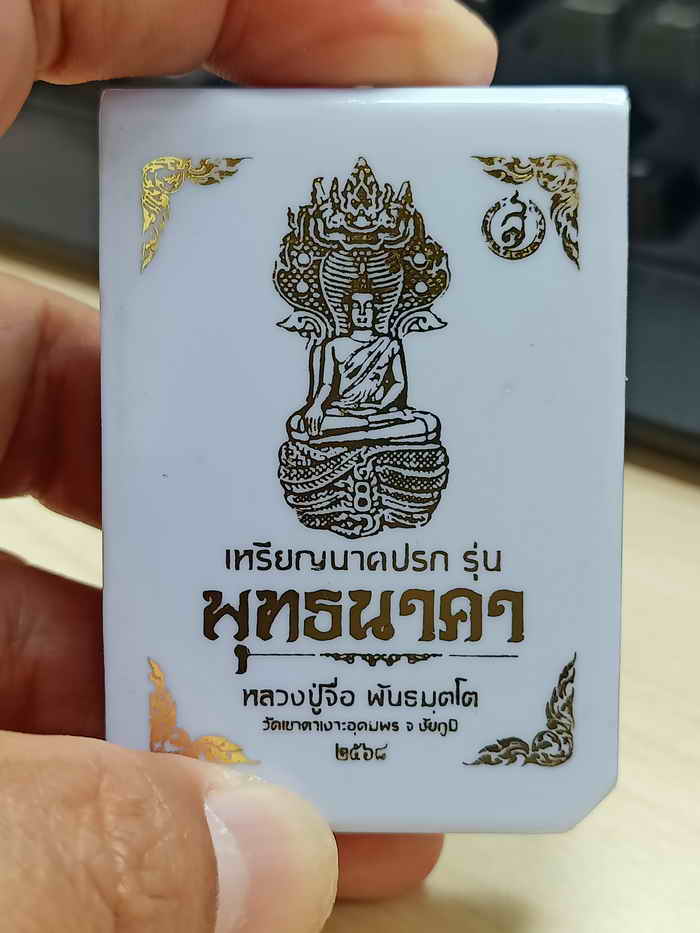 เหรียญนาคปรก รุ่น
พุทธนาคา
หลวงปู่จื่อ พันธมุตโต
วัดเขาตาเงาะอุดมพร จ.ชัยภูมิ
๒๕๖๘